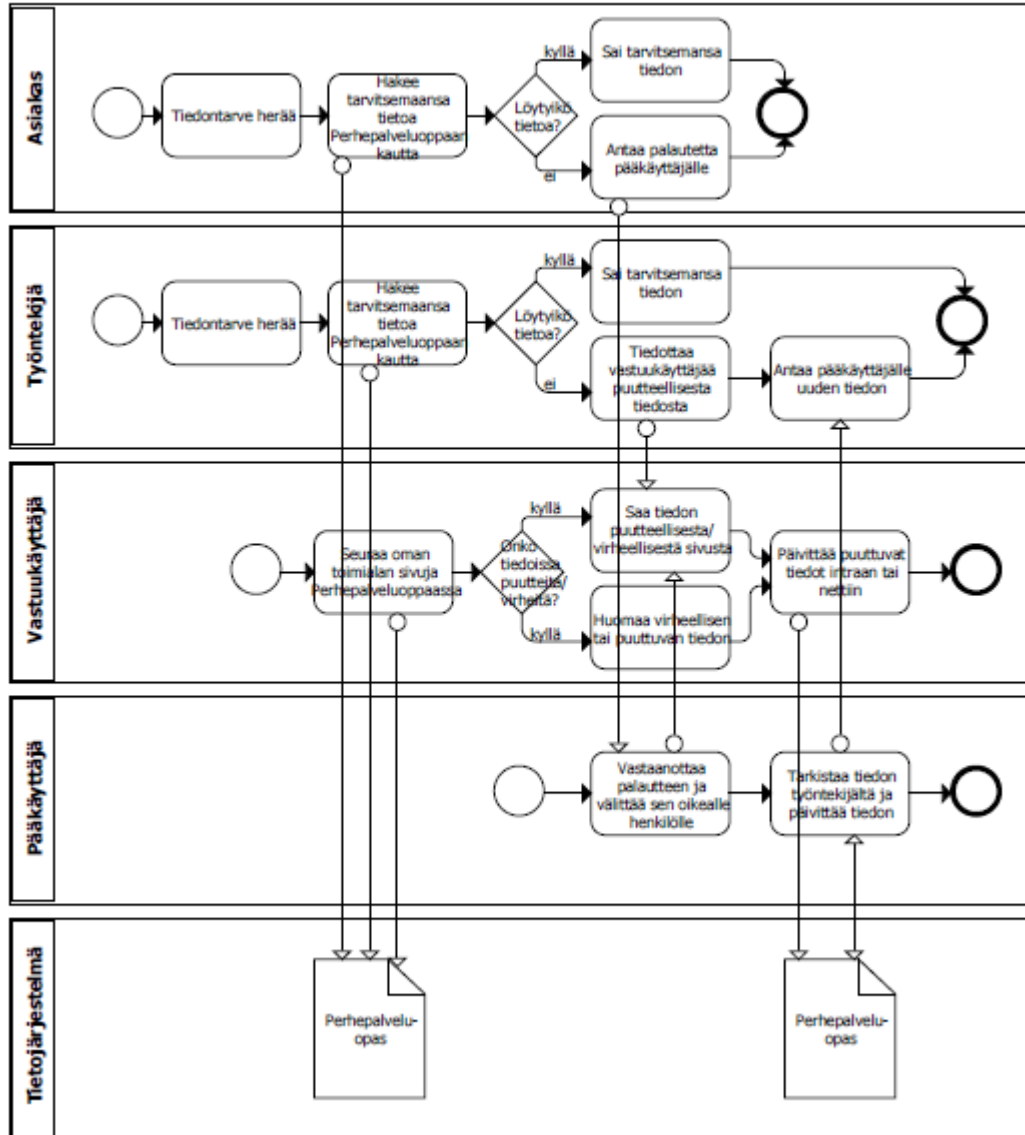 Asiakas
Tiedontarve herää
Hakee
tarvitsemaansa
tietoa
Perhepalveluoppaan
kautta
Löytyikö
tietoa?
kyllä
ei
Sai tarvitsemansa
tiedon
Antaa palautetta
pääkäyttäjälle
Työntekijä
Tiedontarve herää
Hakee
tarvitsemaansa
tietoa
Perhepalveluoppaan
kautta
Löytyikö
tietoa?
kyllä
ei
Sai tarvitsemansa
tiedon
Tiedottaa
vastuukäyttäjää
puutteellisesta
tiedosta
Antaa pääkäyttäjälle
uuden tiedon
Vastuukäyttäjä
Seuraa oman
toimialan sivuja
Perhepalveluoppaassa
Onko
tiedoissa
puutteita/
virheitä?
kyllä
kyllä
Saa tiedon
puutteellisesta/
virheellisestä sivusta
Huomaa virheellisen
tai puuttuvan tiedon
Päivittää puuttuvat
tiedot intraan tai
nettiin
Pääkäyttäjä
Vastaanottaa
palautteen ja
välittää sen oikealle
henkilölle
Tarkistaa tiedon
työntekijältä ja
päivittää tiedon
Tietojärjestelmä
Perhepalvelu-
opas
Perhepalvelu-
opas